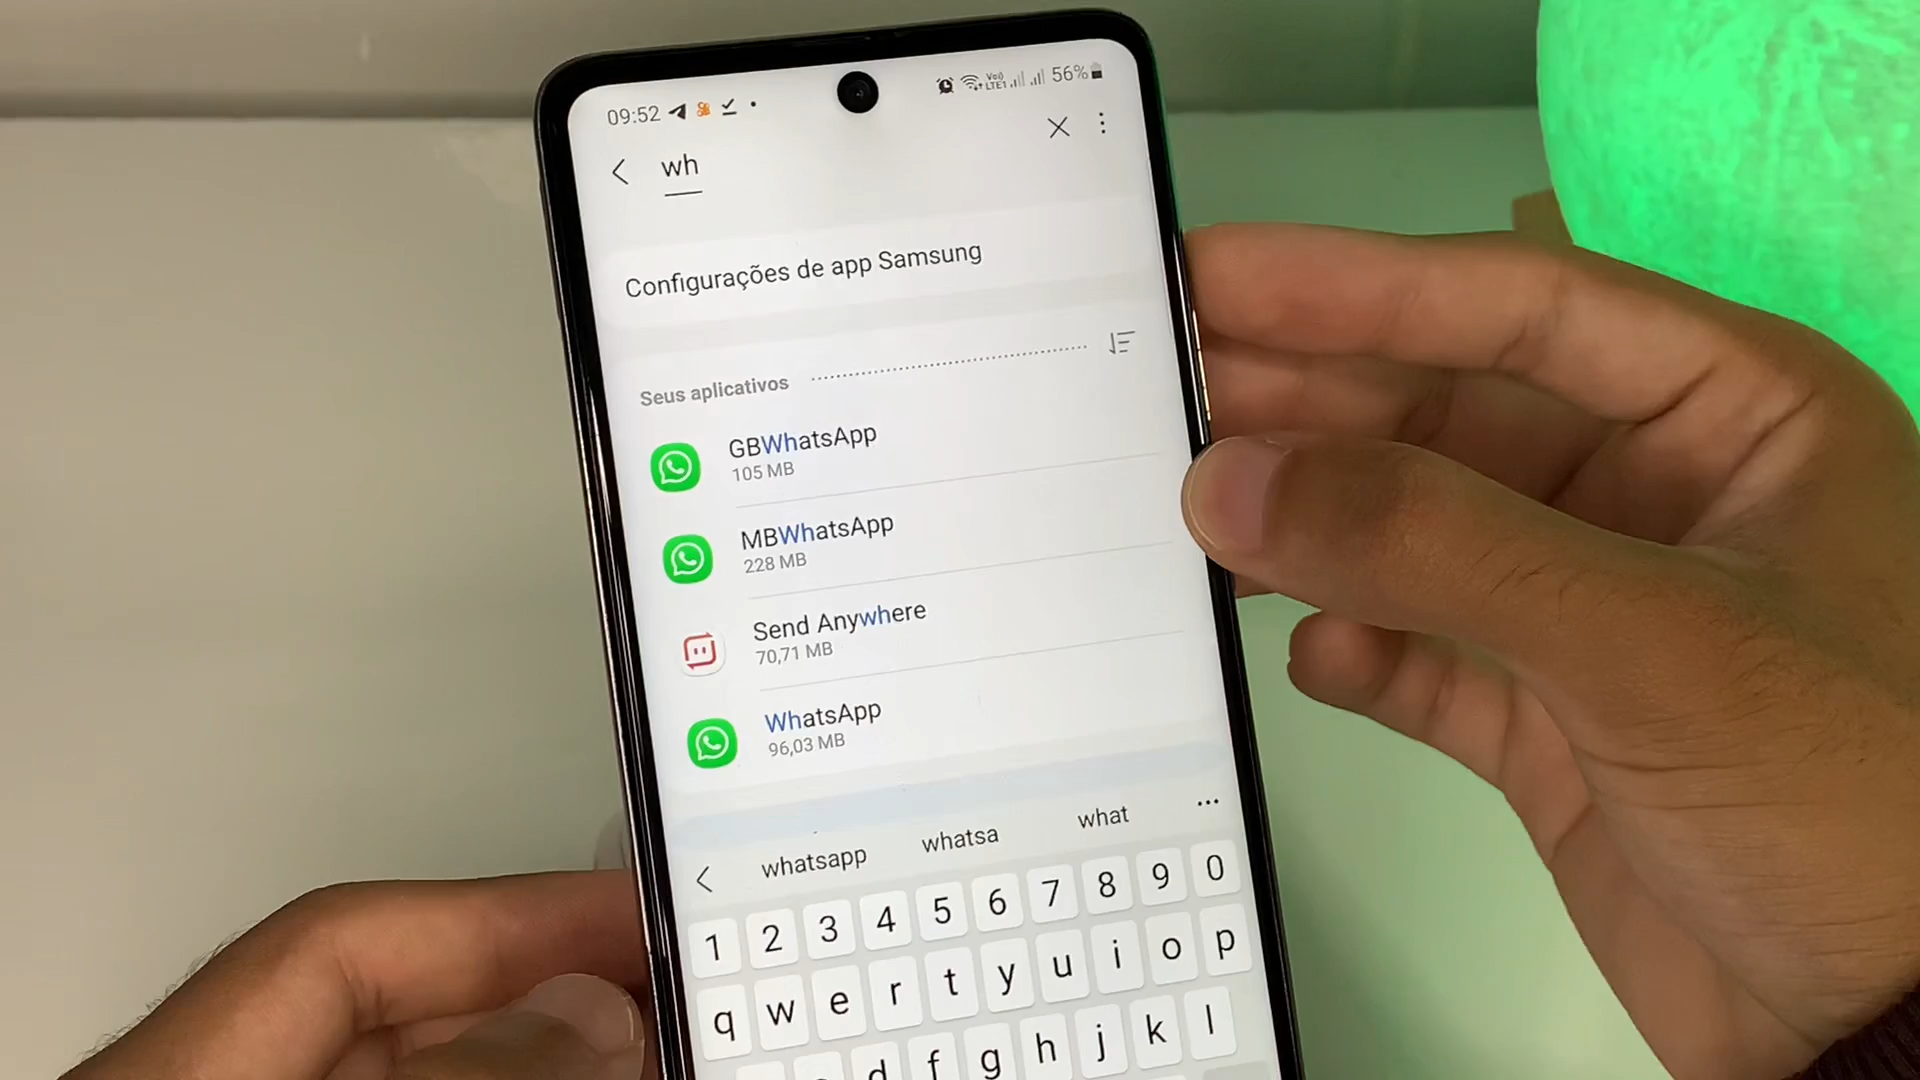 09:52
Vo) LTE1 56%
wh
Configurações de app Samsung
Seus aplicativos
GBWhatsApp
105 MB
MBWhatsApp
228 MB
Send Anywhere
70,71 MB
WhatsApp
96,03 MB
whatsapp whatsa what
1 2 3 4 5 6 7 8 9 0
q w e r t y u i o p
d f g h j k l